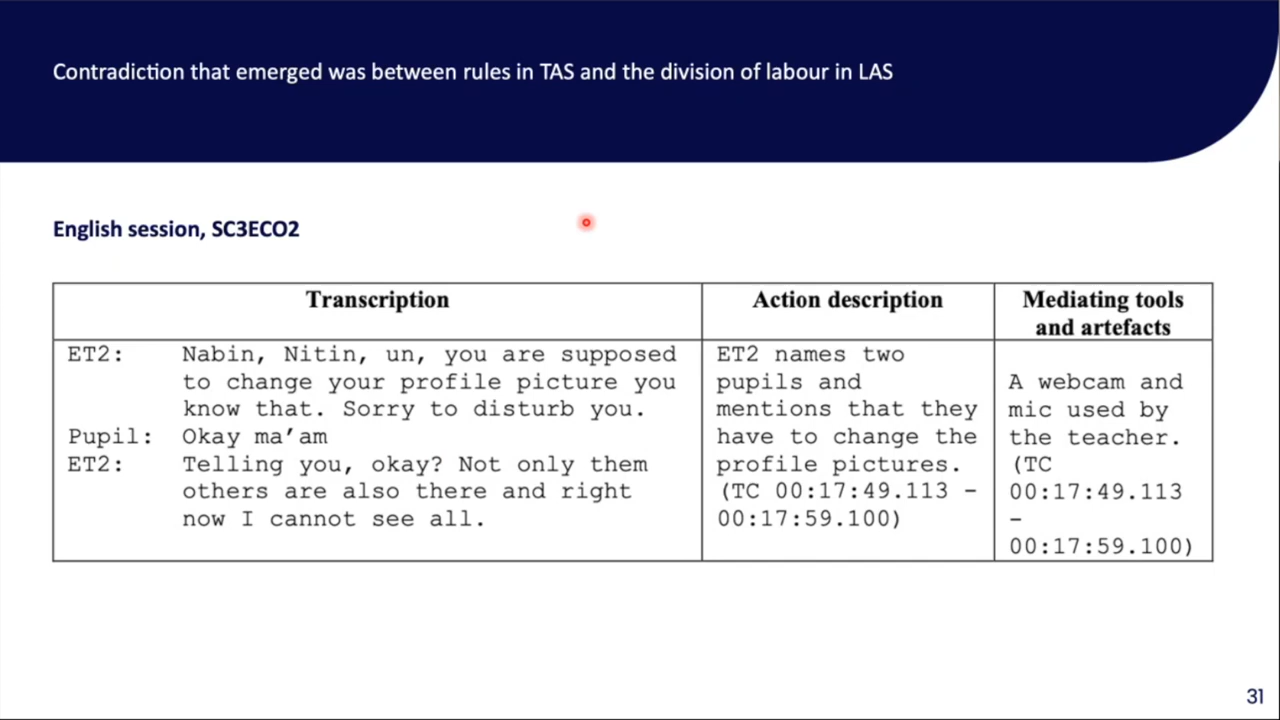 Contradiction that emerged was between rules in TAS and the division of labour in LAS
English session, SC3ECO2
Transcription
Action description
Mediating tools
and artefacts
ET2: Nabin, Nitin, un, you are supposed
to change your profile picture you
know that. Sorry to disturb you.
Pupil: Okay ma’am
ET2: Telling you, okay? Not only them
others are also there and right
now I cannot see all.
ET2 names two
pupils and
mentions that they
have to change the
profile pictures.
(TC 00:17:49.113 –
00:17:59.100)
A webcam and
mic used by
the teacher.
(TC
00:17:49.113
–
00:17:59.100)
31